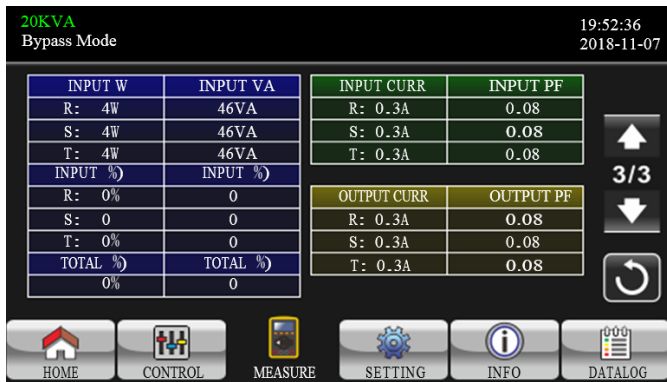 20KVA
19:52:36
Bypass Mode
2018-11-07
INPUT W INPUT VA
R: 4W 46VA
S: 4W 46VA
T: 4W 46VA
INPUT %) INPUT %)
R: 0% 0
S: 0 0
T: 0% 0
TOTAL %) TOTAL %)
0% 0
INPUT CURR INPUT PF
R: 0.3A 0.08
S: 0.3A 0.08
T: 0.3A 0.08
OUTPUT CURR OUTPUT PF
R: 0.3A 0.08
S: 0.3A 0.08
T: 0.3A 0.08
3/3
HOME CONTROL MEASURE SETTING INFO DATALOG